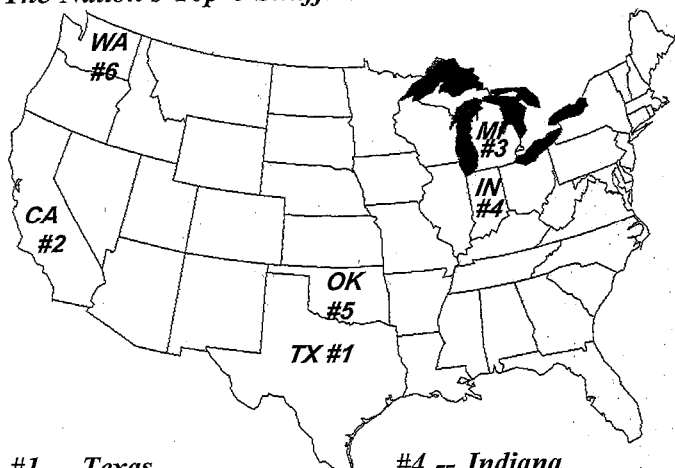 The Nation's Top 6
WA
#6
MI
#3
IN
#4
CA
#2
OK
#5
TX #1
#1 Texas
#4 -- Indiana